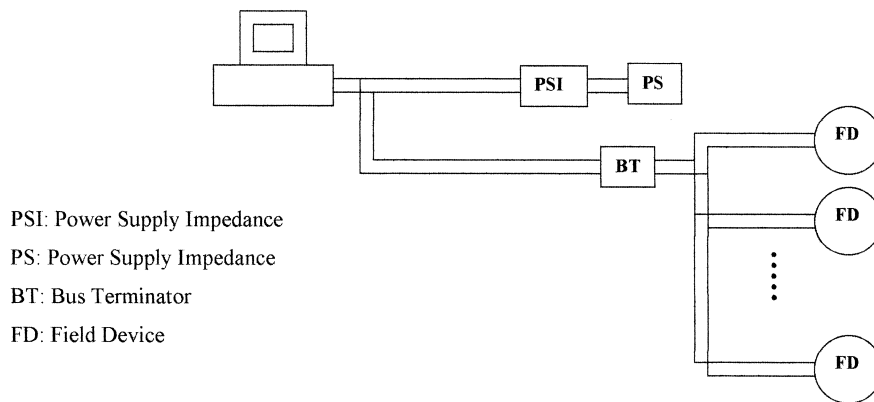 PSI
PS
FD
BT
FD
PSI: Power Supply Impedance
PS: Power Supply Impedance
BT: Bus Terminator
FD: Field Device
FD